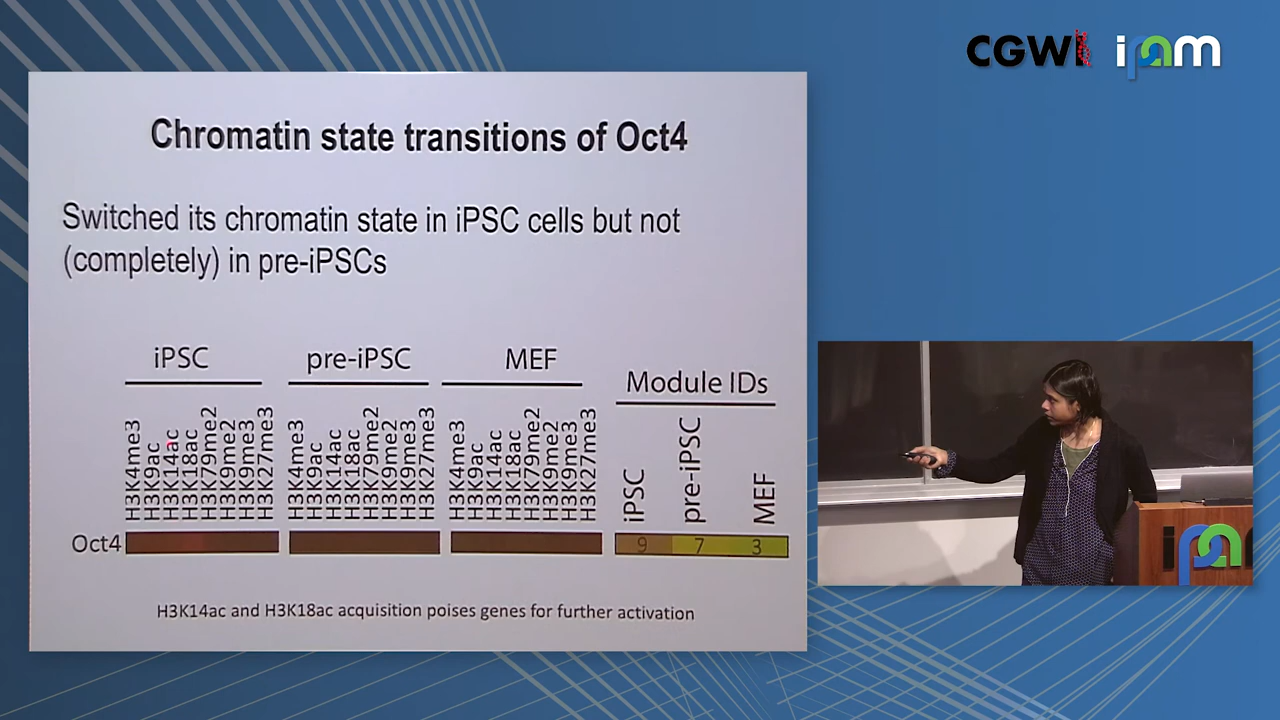 CGWI ipam
Chromatin state transitions of Oct4
Switched its chromatin state in iPSC cells but not
(completely) in pre-iPSCs
iPSC pre-iPSC MEF Module IDs
H3K4me3 H3K9ac H3K14ac H3K18ac H3K79me2 H3K9me2 H3K9me3 H3K27me3
H3K4me3 H3K9ac H3K14ac H3K18ac H3K79me2 H3K9me2 H3K9me3 H3K27me3
H3K4me3 H3K9ac H3K14ac H3K18ac H3K79me2 H3K9me2 H3K9me3 H3K27me3
iPSC pre-iPSC MEF
Oct4 9 7 3
H3K14ac and H3K18ac acquisition poises genes for further activation